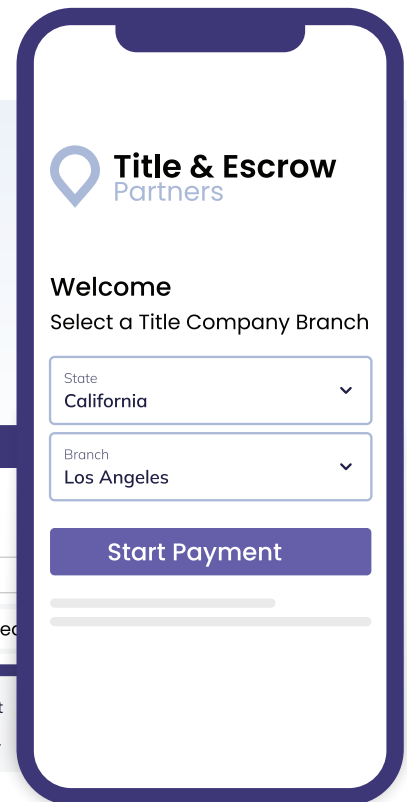 Title & Escrow
Partners
Welcome
Select a Title Company Branch
State
California
Branch
Los Angeles
Start Payment